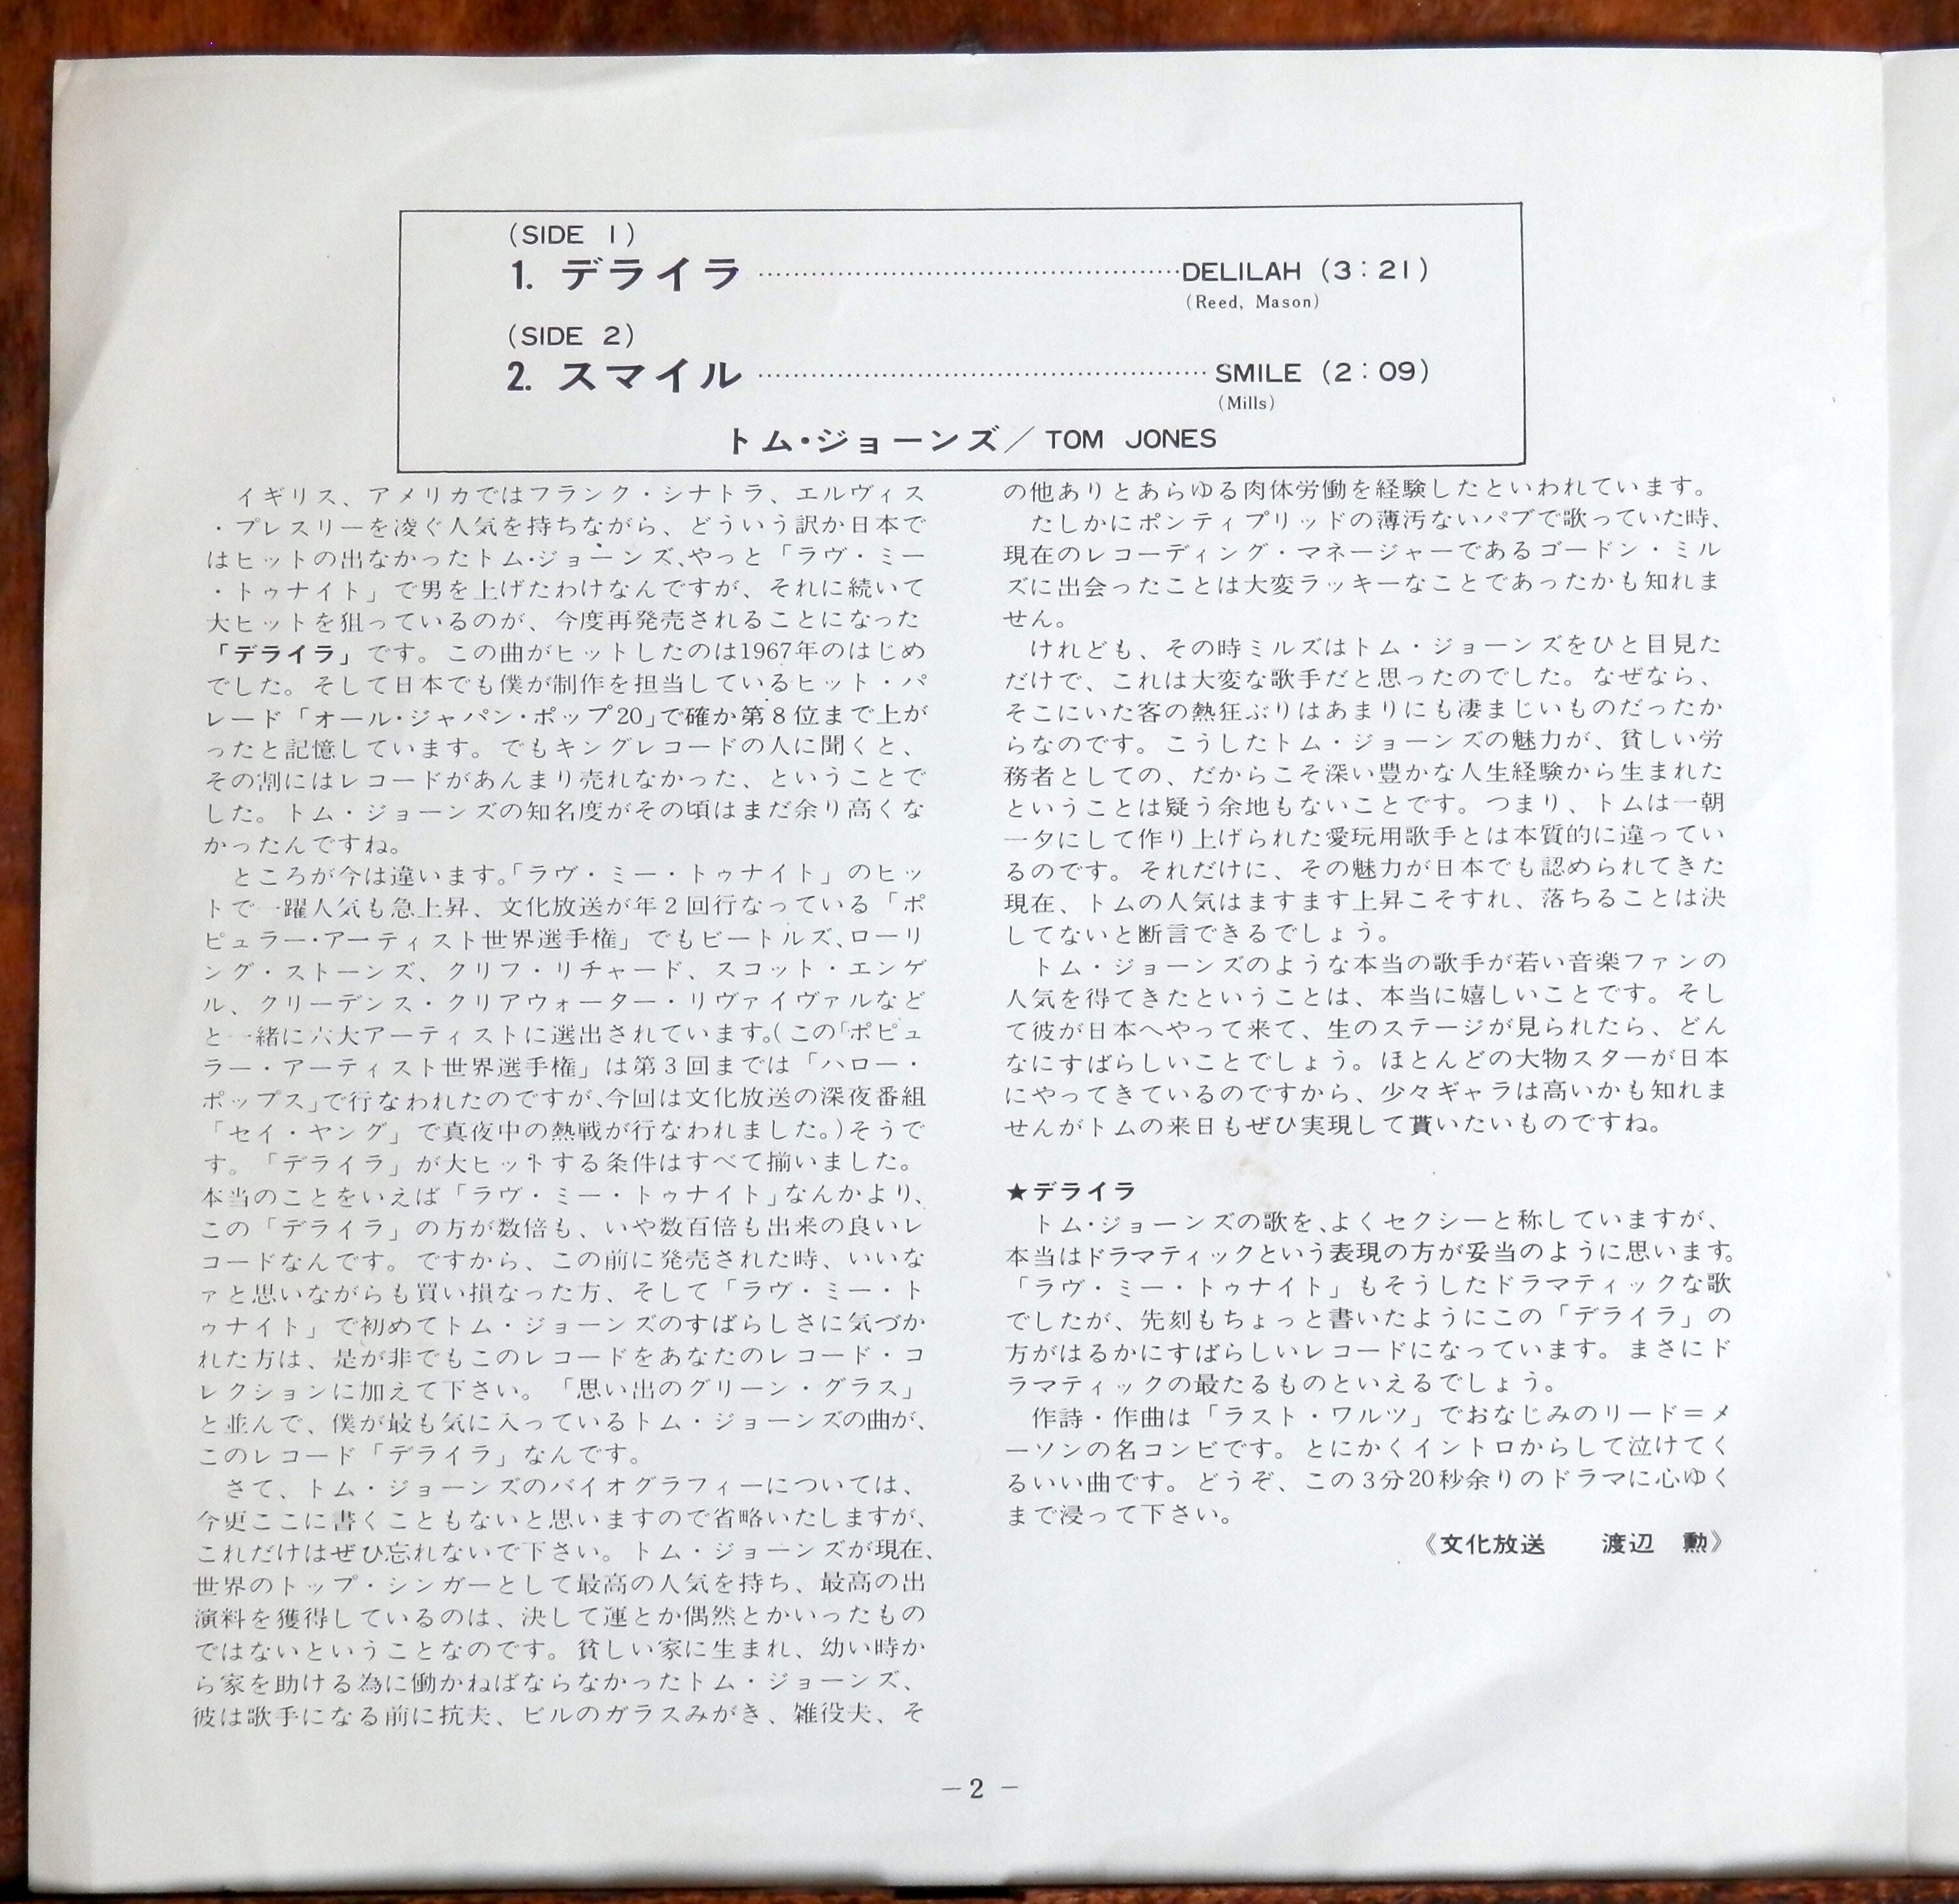 (SIDE 1)
1. デライラ ……………………………………DELILAH (3:21)
(Reed, Mason)
(SIDE 2)
2. スマイル ……………………………………SMILE (2:09)
(Mills)
トム・ジョーンズ／TOM JONES
イギリス、アメリカではフランク・シナトラ、エルヴィス
・プレスリーを凌ぐ人気を持ちながら、どういう訳か日本で
はヒットの出なかったトム・ジョーンズ、やっと「ラヴ・ミー
・トゥナイト」で男を上げたわけなんですが、それに続いて
大ヒットを狙っているのが、今度再発売されることになった
「デライラ」です。この曲がヒットしたのは1967年のはじめ
でした。そして日本でも僕が制作を担当しているヒット・パ
レード「オール・ジャパン・ポップ20」で確か第8位まで上が
ったと記憶しています。でもキングレコードの人に聞くと、
その割にはレコードがあんまり売れなかった、ということで
した。トム・ジョーンズの知名度がその頃はまだ余り高くな
かったんですね。
ところが今は違います。「ラヴ・ミー・トゥナイト」のヒッ
トで一躍人気も急上昇、文化放送が年2回行なっている「ポ
ピュラー・アーティスト世界選手権」でもビートルズ、ローリ
ング・ストーンズ、クリフ・リチャード、スコット・エンゲ
ル、クリーデンス・クリアウォーター・リヴァイヴァルなど
と一緒に六大アーティストに選出されています。(この「ポピュ
ラー・アーティスト世界選手権」は第3回までは「ハロー・
ポップス」で行なわれたのですが、今回は文化放送の深夜番組
「セイ・ヤング」で真夜中の熱戦が行なわれました。)そうで
す。「デライラ」が大ヒットする条件はすべて揃いました。
本当のことをいえば「ラヴ・ミー・トゥナイト」なんかより、
この「デライラ」の方が数倍も、いや数百倍も出来の良いレ
コードなんです。ですから、この前に発売された時、いいな
ァと思いながらも買い損なった方、そして「ラヴ・ミー・ト
ゥナイト」で初めてトム・ジョーンズのすばらしさに気づか
れた方は、是が非でもこのレコードをあなたのレコード・コ
レクションに加えて下さい。「思い出のグリーン・グラス」
と並んで、僕が最も気に入っているトム・ジョーンズの曲が、
このレコード「デライラ」なんです。
さて、トム・ジョーンズのバイオグラフィーについては、
今更ここに書くこともないと思いますので省略いたしますが、
これだけはぜひ忘れないで下さい。トム・ジョーンズが現在、
世界のトップ・シンガーとして最高の人気を持ち、最高の出
演料を獲得しているのは、決して運とか偶然とかいったもの
ではないということなのです。貧しい家に生まれ、幼い時か
ら家を助ける為に働かねばならなかったトム・ジョーンズ、
彼は歌手になる前に抗夫、ビルのガラスみがき、雑役夫、そ
の他ありとあらゆる肉体労働を経験したといわれています。
たしかにポンティプリッドの薄汚ないパブで歌っていた時、
現在のレコーディング・マネージャーであるゴードン・ミル
ズに出会ったことは大変ラッキーなことであったかも知れま
せん。
けれども、その時ミルズはトム・ジョーンズをひと目見た
だけで、これは大変な歌手だと思ったのでした。なぜなら、
そこにいた客の熱狂ぶりはあまりにも凄まじいものだったか
らなのです。こうしたトム・ジョーンズの魅力が、貧しい労
務者としての、だからこそ深い豊かな人生経験から生まれた
ということは疑う余地もないことです。つまり、トムは一朝
一夕にして作り上げられた愛玩用歌手とは本質的に違ってい
るのです。それだけに、その魅力が日本でも認められてきた
現在、トムの人気はますます上昇こそすれ、落ちることは決
してないと断言できるでしょう。
トム・ジョーンズのような本当の歌手が若い音楽ファンの
人気を得てきたということは、本当に嬉しいことです。そし
て彼が日本へやって来て、生のステージが見られたら、どん
なにすばらしいことでしょう。ほとんどの大物スターが日本
にやってきているのですから、少々ギャラは高いかも知れま
せんがトムの来日もぜひ実現して貰いたいものですね。
★デライラ
トム・ジョーンズの歌を、よくセクシーと称していますが、
本当はドラマティックという表現の方が妥当のように思います。
「ラヴ・ミー・トゥナイト」もそうしたドラマティックな歌
でしたが、先刻もちょっと書いたようにこの「デライラ」の
方がはるかにすばらしいレコードになっています。まさにド
ラマティックの最たるものといえるでしょう。
作詩・作曲は「ラスト・ワルツ」でおなじみのリード＝メ
ーソンの名コンビです。とにかくイントロからして泣けてく
るいい曲です。どうぞ、この3分20秒余りのドラマに心ゆく
まで浸って下さい。
《文化放送　渡辺　勲》
－2－